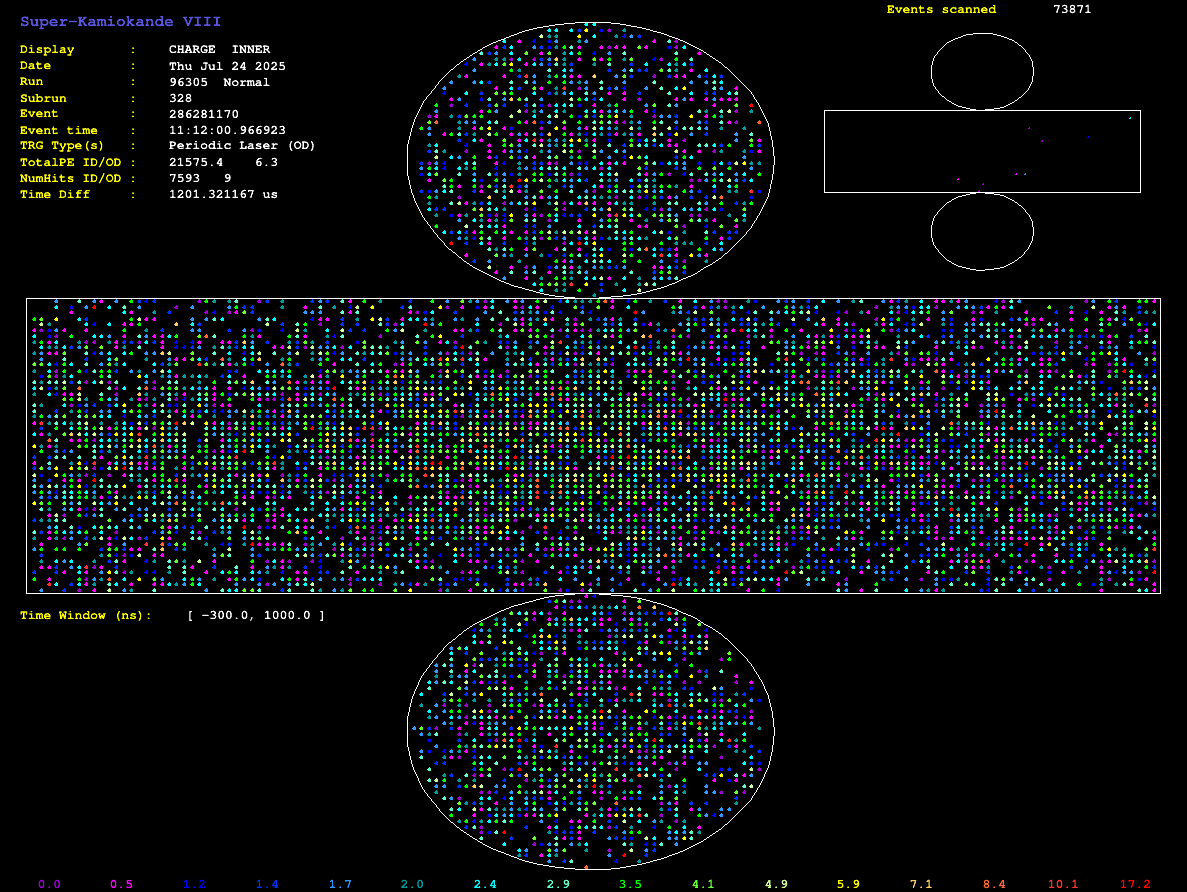 Super-Kamiokande VIII
Events scanned 73871
Display : CHARGE INNER
Date : Thu Jul 24 2025
Run : 96305 Normal
Subrun : 328
Event : 286281170
Event time : 11:12:00.966923
TRG Type(s) : Periodic Laser (OD)
TotalPE ID/OD : 21575.4 6.3
NumHits ID/OD : 7593 9
Time Diff : 1201.321167 us
Time Window (ns): [ -300.0, 1000.0 ]
0.0 0.5 1.2 1.4 1.7 2.0 2.4 2.9 3.5 4.1 4.9 5.9 7.1 8.4 10.1 17.2